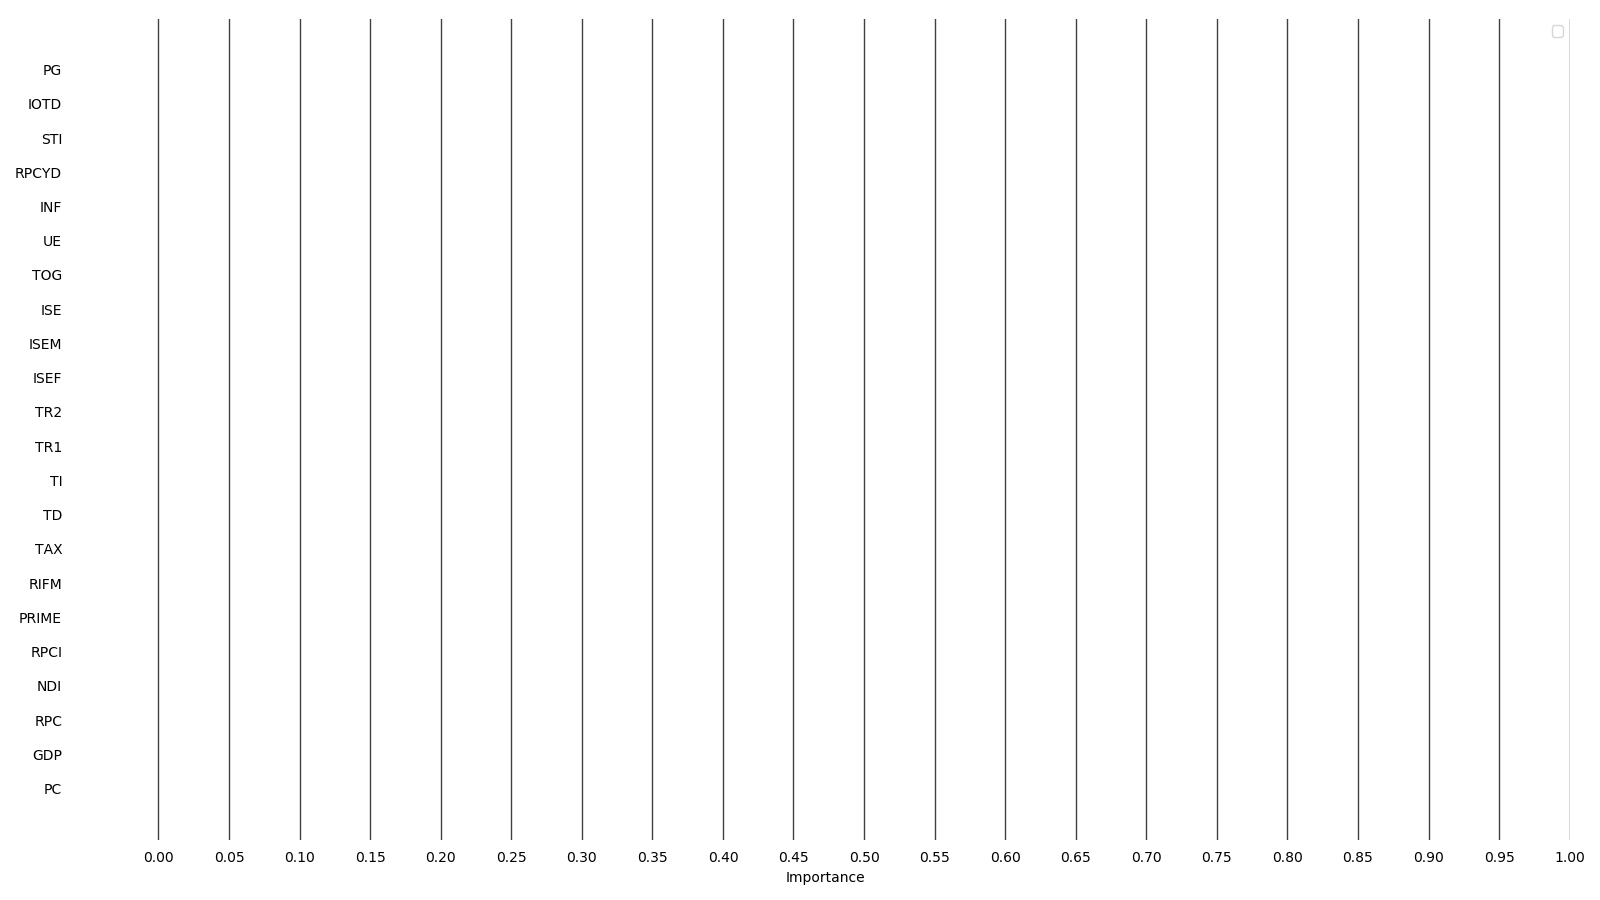 PG
IOTD
STI
RPCYD
INF
UE
TOG
ISE
ISEM
ISEF
TR2
TR1
TI
TD
TAX
RIFM
PRIME
RPCI
NDI
RPC
GDP
PC
0.00 0.05 0.10 0.15 0.20 0.25 0.30 0.35 0.40 0.45 0.50 0.55 0.60 0.65 0.70 0.75 0.80 0.85 0.90 0.95 1.00
Importance